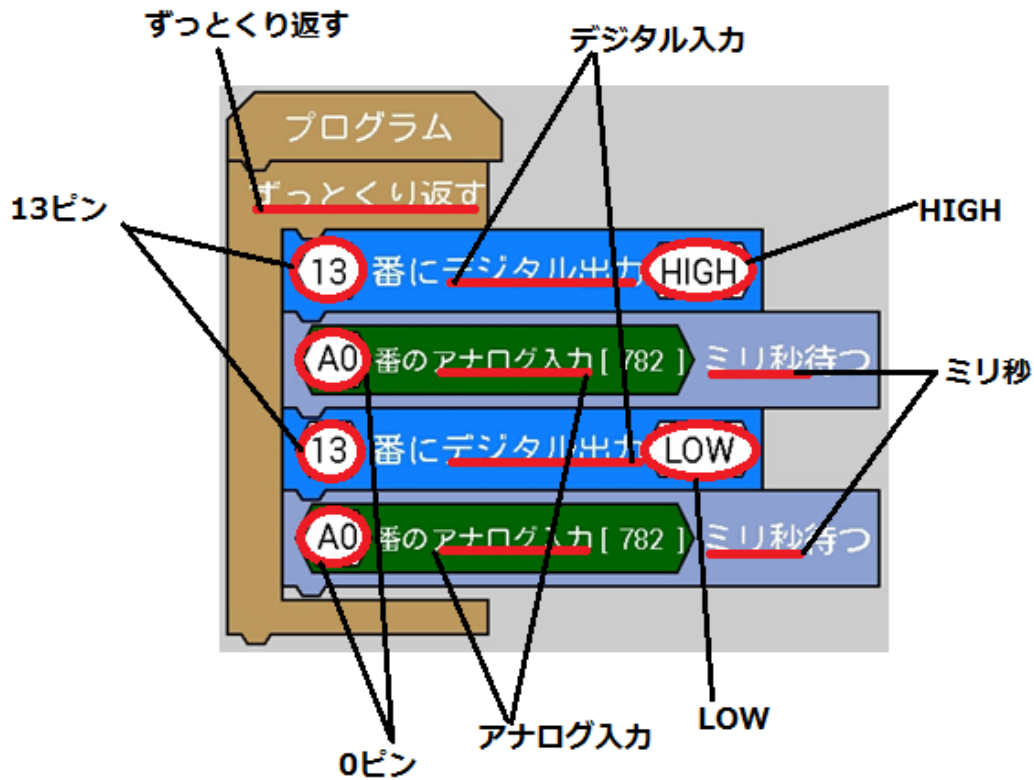 ずっとくり返す
デジタル入力
プログラム
ずっとくり返す
13ピン
HIGH
13 番にデジタル出力 HIGH
A0 番のアナログ入力 [ 782 ] ミリ秒待つ
ミリ秒
13 番にデジタル出力 LOW
A0 番のアナログ入力 [ 782 ] ミリ秒待つ
LOW
アナログ入力
0ピン